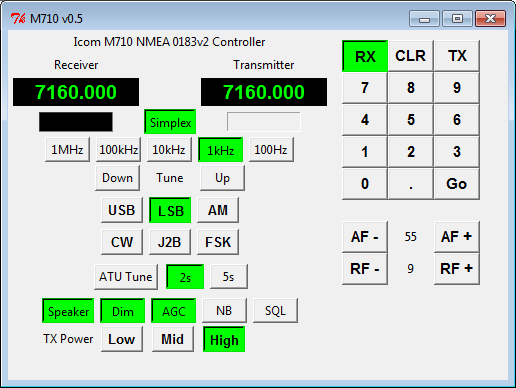 M710 v0.5
Icom M710 NMEA 0183v2 Controller
Receiver Transmitter
7160.000 7160.000
Simplex
1MHz 100kHz 10kHz 1kHz 100Hz
Down Tune Up
USB LSB AM
CW J2B FSK
ATU Tune 2s 5s
Speaker Dim AGC NB SQL
TX Power Low Mid High
RX CLR TX
7 8 9
4 5 6
1 2 3
0 . Go
AF - 55 AF +
RF - 9 RF +